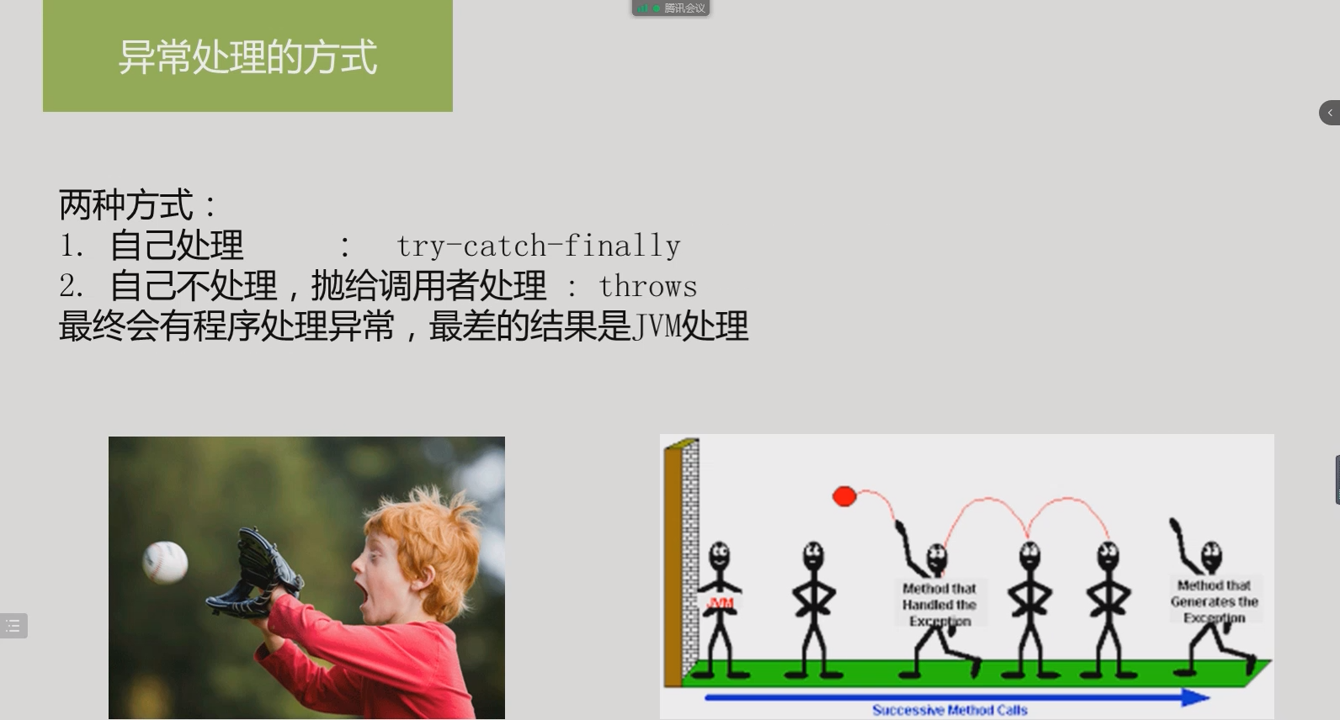 腾讯会议
异常处理的方式
两种方式：
1. 自己处理 ： try-catch-finally
2. 自己不处理，抛给调用者处理 ： throws
最终会有程序处理异常，最差的结果是JVM处理
JVM
Method that
Handled the
Exception
Method that
Generates the
Exception
Successive Method Calls